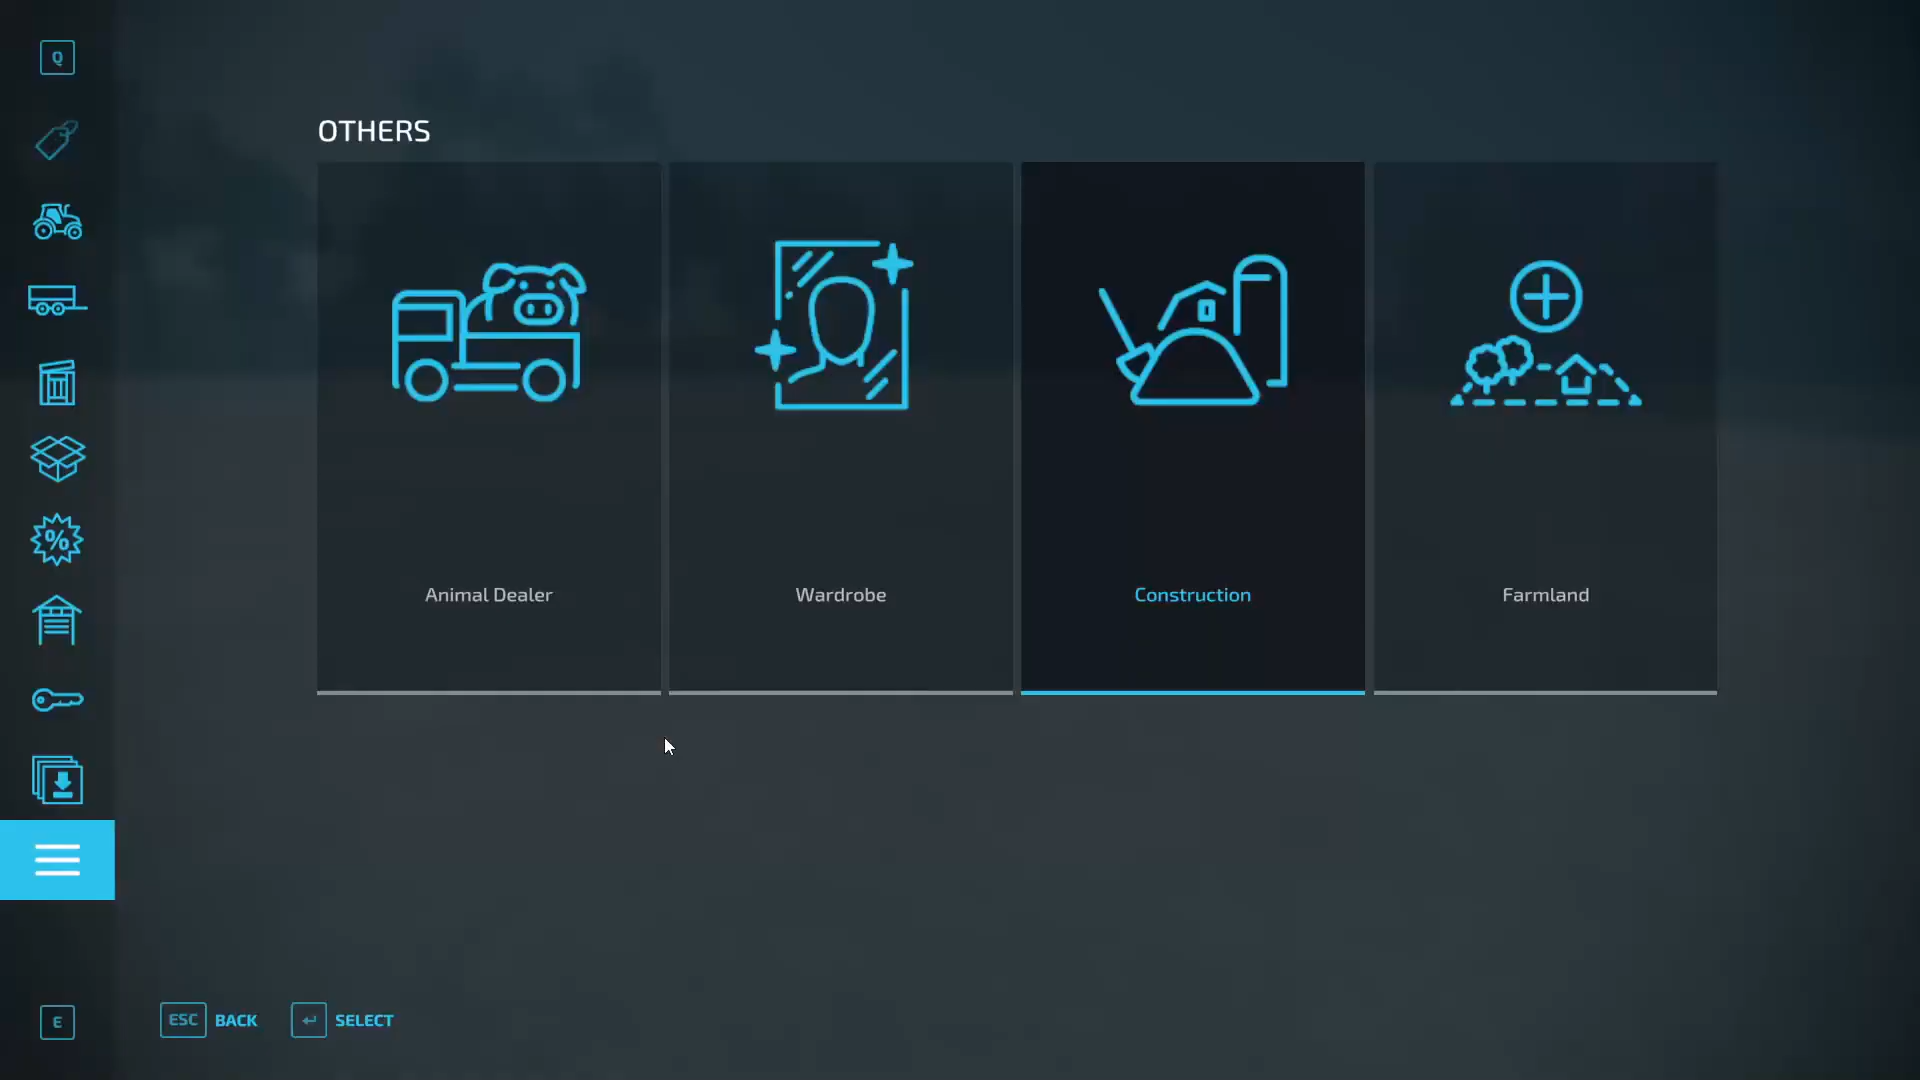 Q
OTHERS
%
Animal Dealer
Wardrobe
Construction
Farmland
E
ESC BACK
SELECT